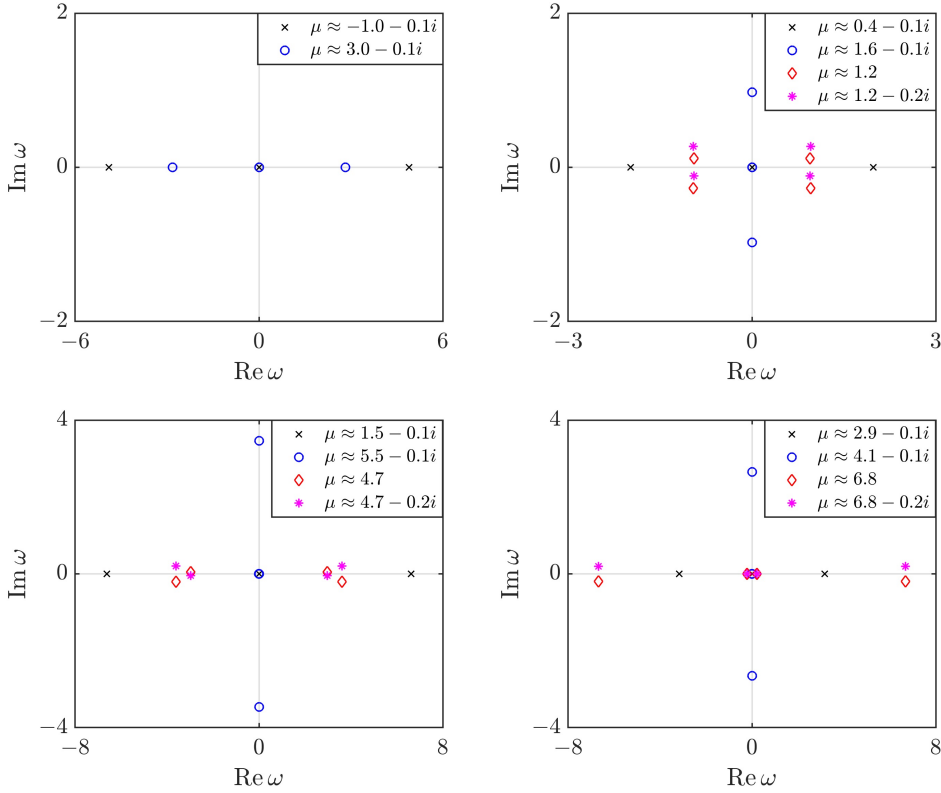 2
0
−2
−6
0
6
Im ω
Re ω
μ ≈ −1.0 − 0.1i
μ ≈ 3.0 − 0.1i
2
0
−2
−3
0
3
Im ω
Re ω
μ ≈ 0.4 − 0.1i
μ ≈ 1.6 − 0.1i
μ ≈ 1.2
μ ≈ 1.2 − 0.2i
4
0
−4
−8
0
8
Im ω
Re ω
μ ≈ 1.5 − 0.1i
μ ≈ 5.5 − 0.1i
μ ≈ 4.7
μ ≈ 4.7 − 0.2i
4
0
−4
−8
0
8
Im ω
Re ω
μ ≈ 2.9 − 0.1i
μ ≈ 4.1 − 0.1i
μ ≈ 6.8
μ ≈ 6.8 − 0.2i